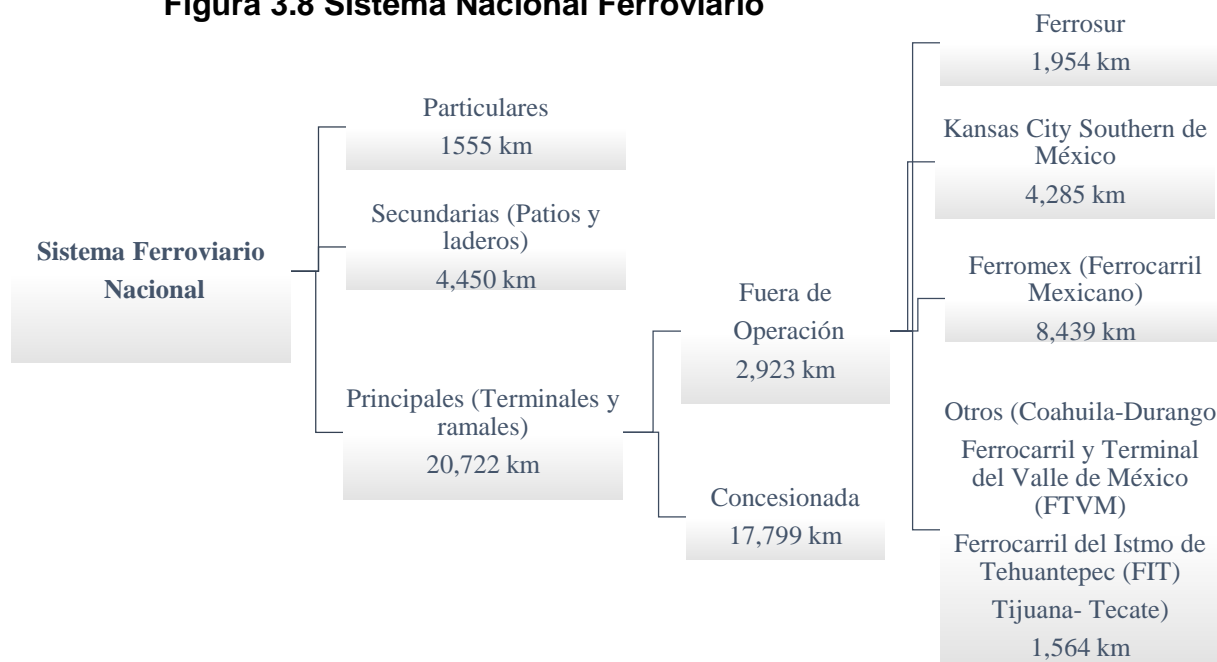 Figura 3.8 Sistema Nacional Ferroviario
Sistema Ferroviario
Nacional
Particulares
1555 km
Secundarias (Patios y
laderos)
4,450 km
Principales (Terminales y
ramales)
20,722 km
Fuera de
Operación
2,923 km
Concesionada
17,799 km
Ferrosur
1,954 km
Kansas City Southern de
México
4,285 km
Ferromex (Ferrocarril
Mexicano)
8,439 km
Otros (Coahuila-Durango
Ferrocarril y Terminal
del Valle de México
(FTVM)
Ferrocarril del Istmo de
Tehuantepec (FIT)
Tijuana- Tecate)
1,564 km